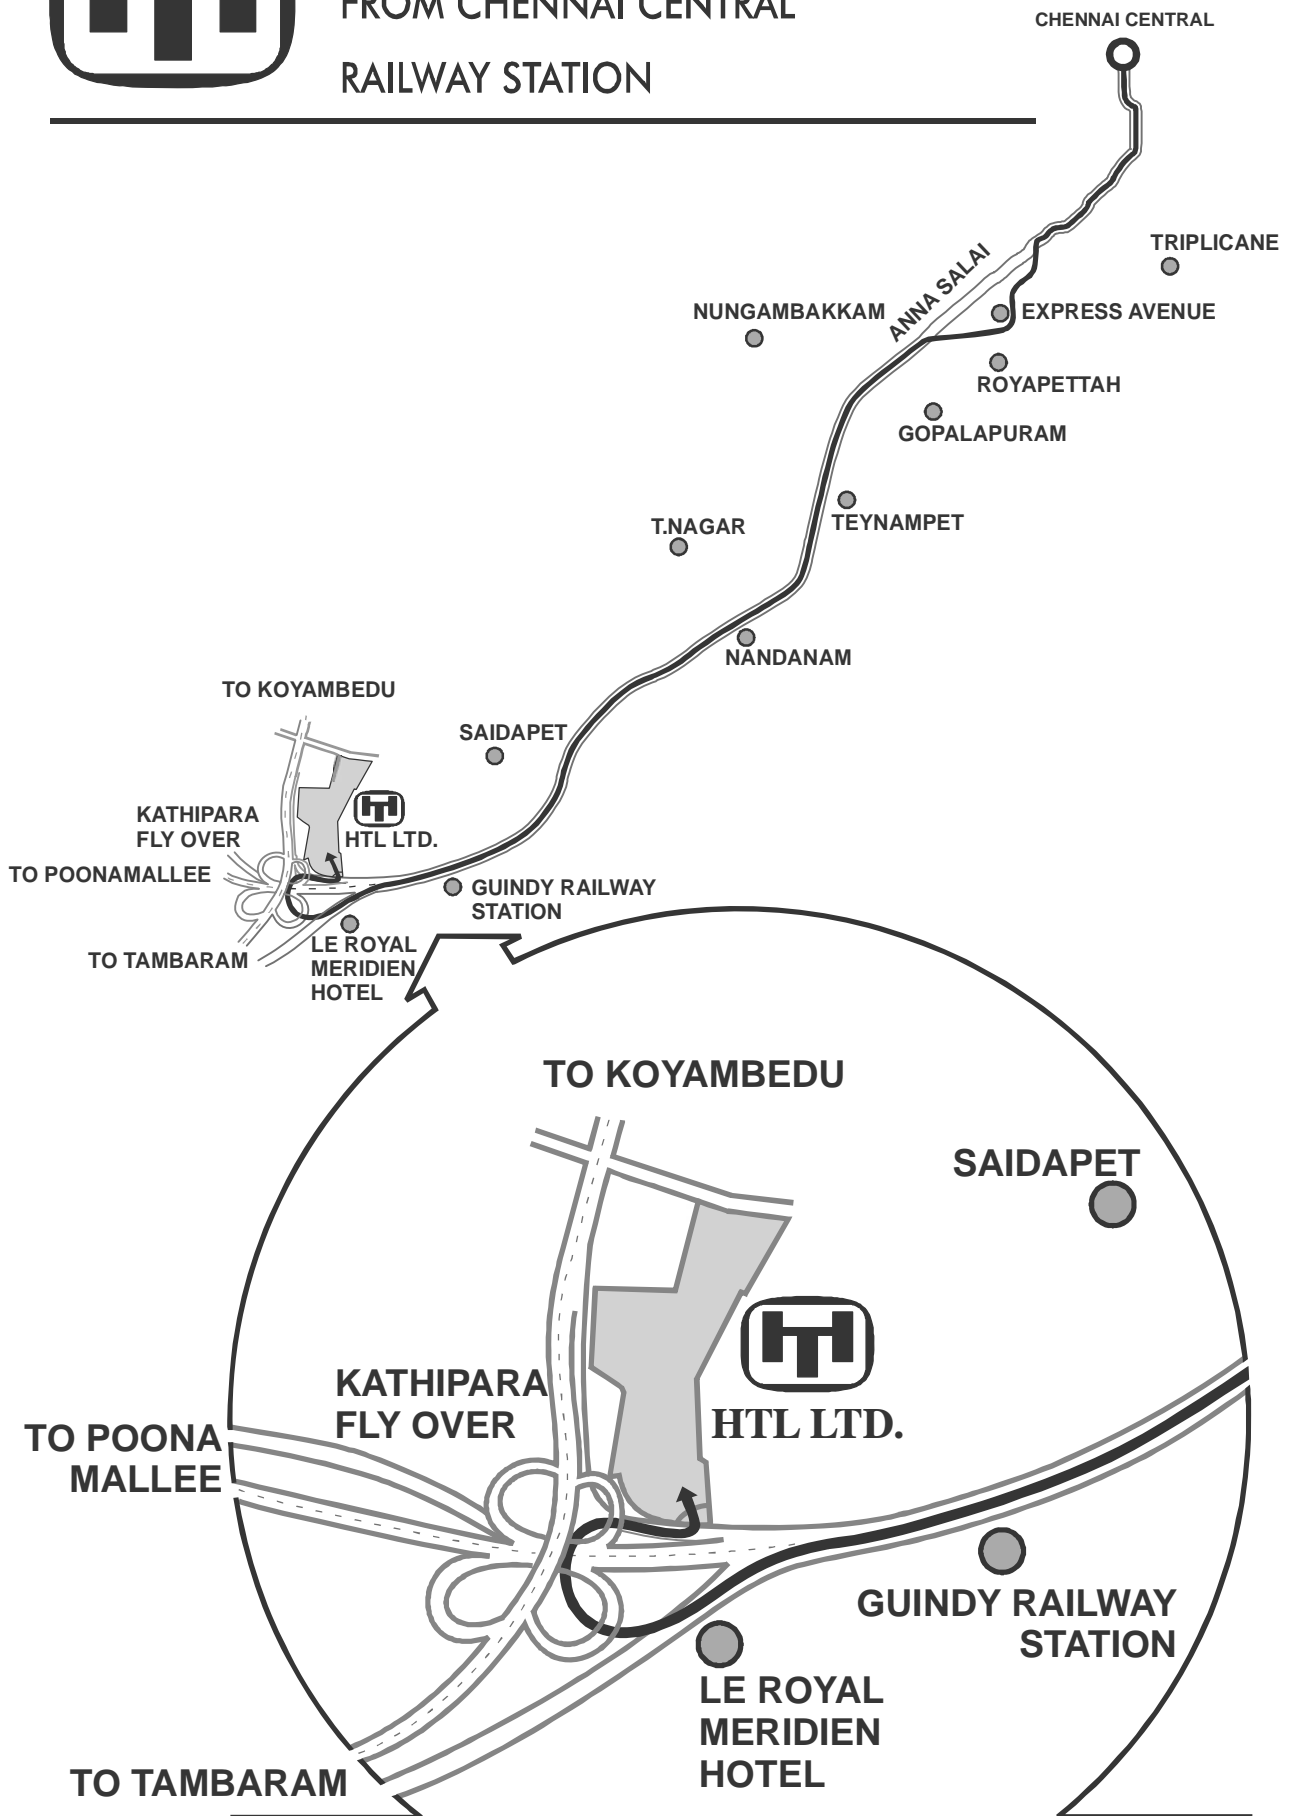 FROM CHENNAI CENTRAL
RAILWAY STATION
CHENNAI CENTRAL
TRIPLICANE
ANNA SALAI
NUNGAMBAKKAM
EXPRESS AVENUE
ROYAPETTAH
GOPALAPURAM
TEYNAMPET
T.NAGAR
NANDANAM
TO KOYAMBEDU
SAIDAPET
KATHIPARA
FLY OVER
HTL LTD.
TO POONAMALLEE
GUINDY RAILWAY
STATION
LE ROYAL
MERIDIEN
HOTEL
TO TAMBARAM
TO KOYAMBEDU
SAIDAPET
KATHIPARA
FLY OVER
HTL LTD.
TO POONA
MALLEE
GUINDY RAILWAY
STATION
LE ROYAL
MERIDIEN
HOTEL
TO TAMBARAM